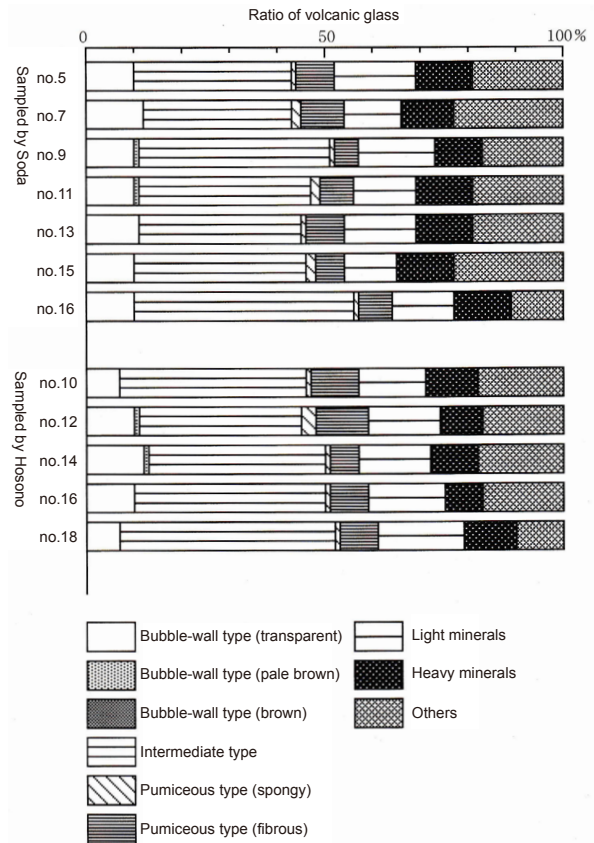 Ratio of volcanic glass
0 50 100%
Sampled by Soda
no.5
no.7
no.9
no.11
no.13
no.15
no.16
Sampled by Hosono
no.10
no.12
no.14
no.16
no.18
Bubble-wall type (transparent)
Bubble-wall type (pale brown)
Bubble-wall type (brown)
Intermediate type
Pumiceous type (spongy)
Pumiceous type (fibrous)
Light minerals
Heavy minerals
Others